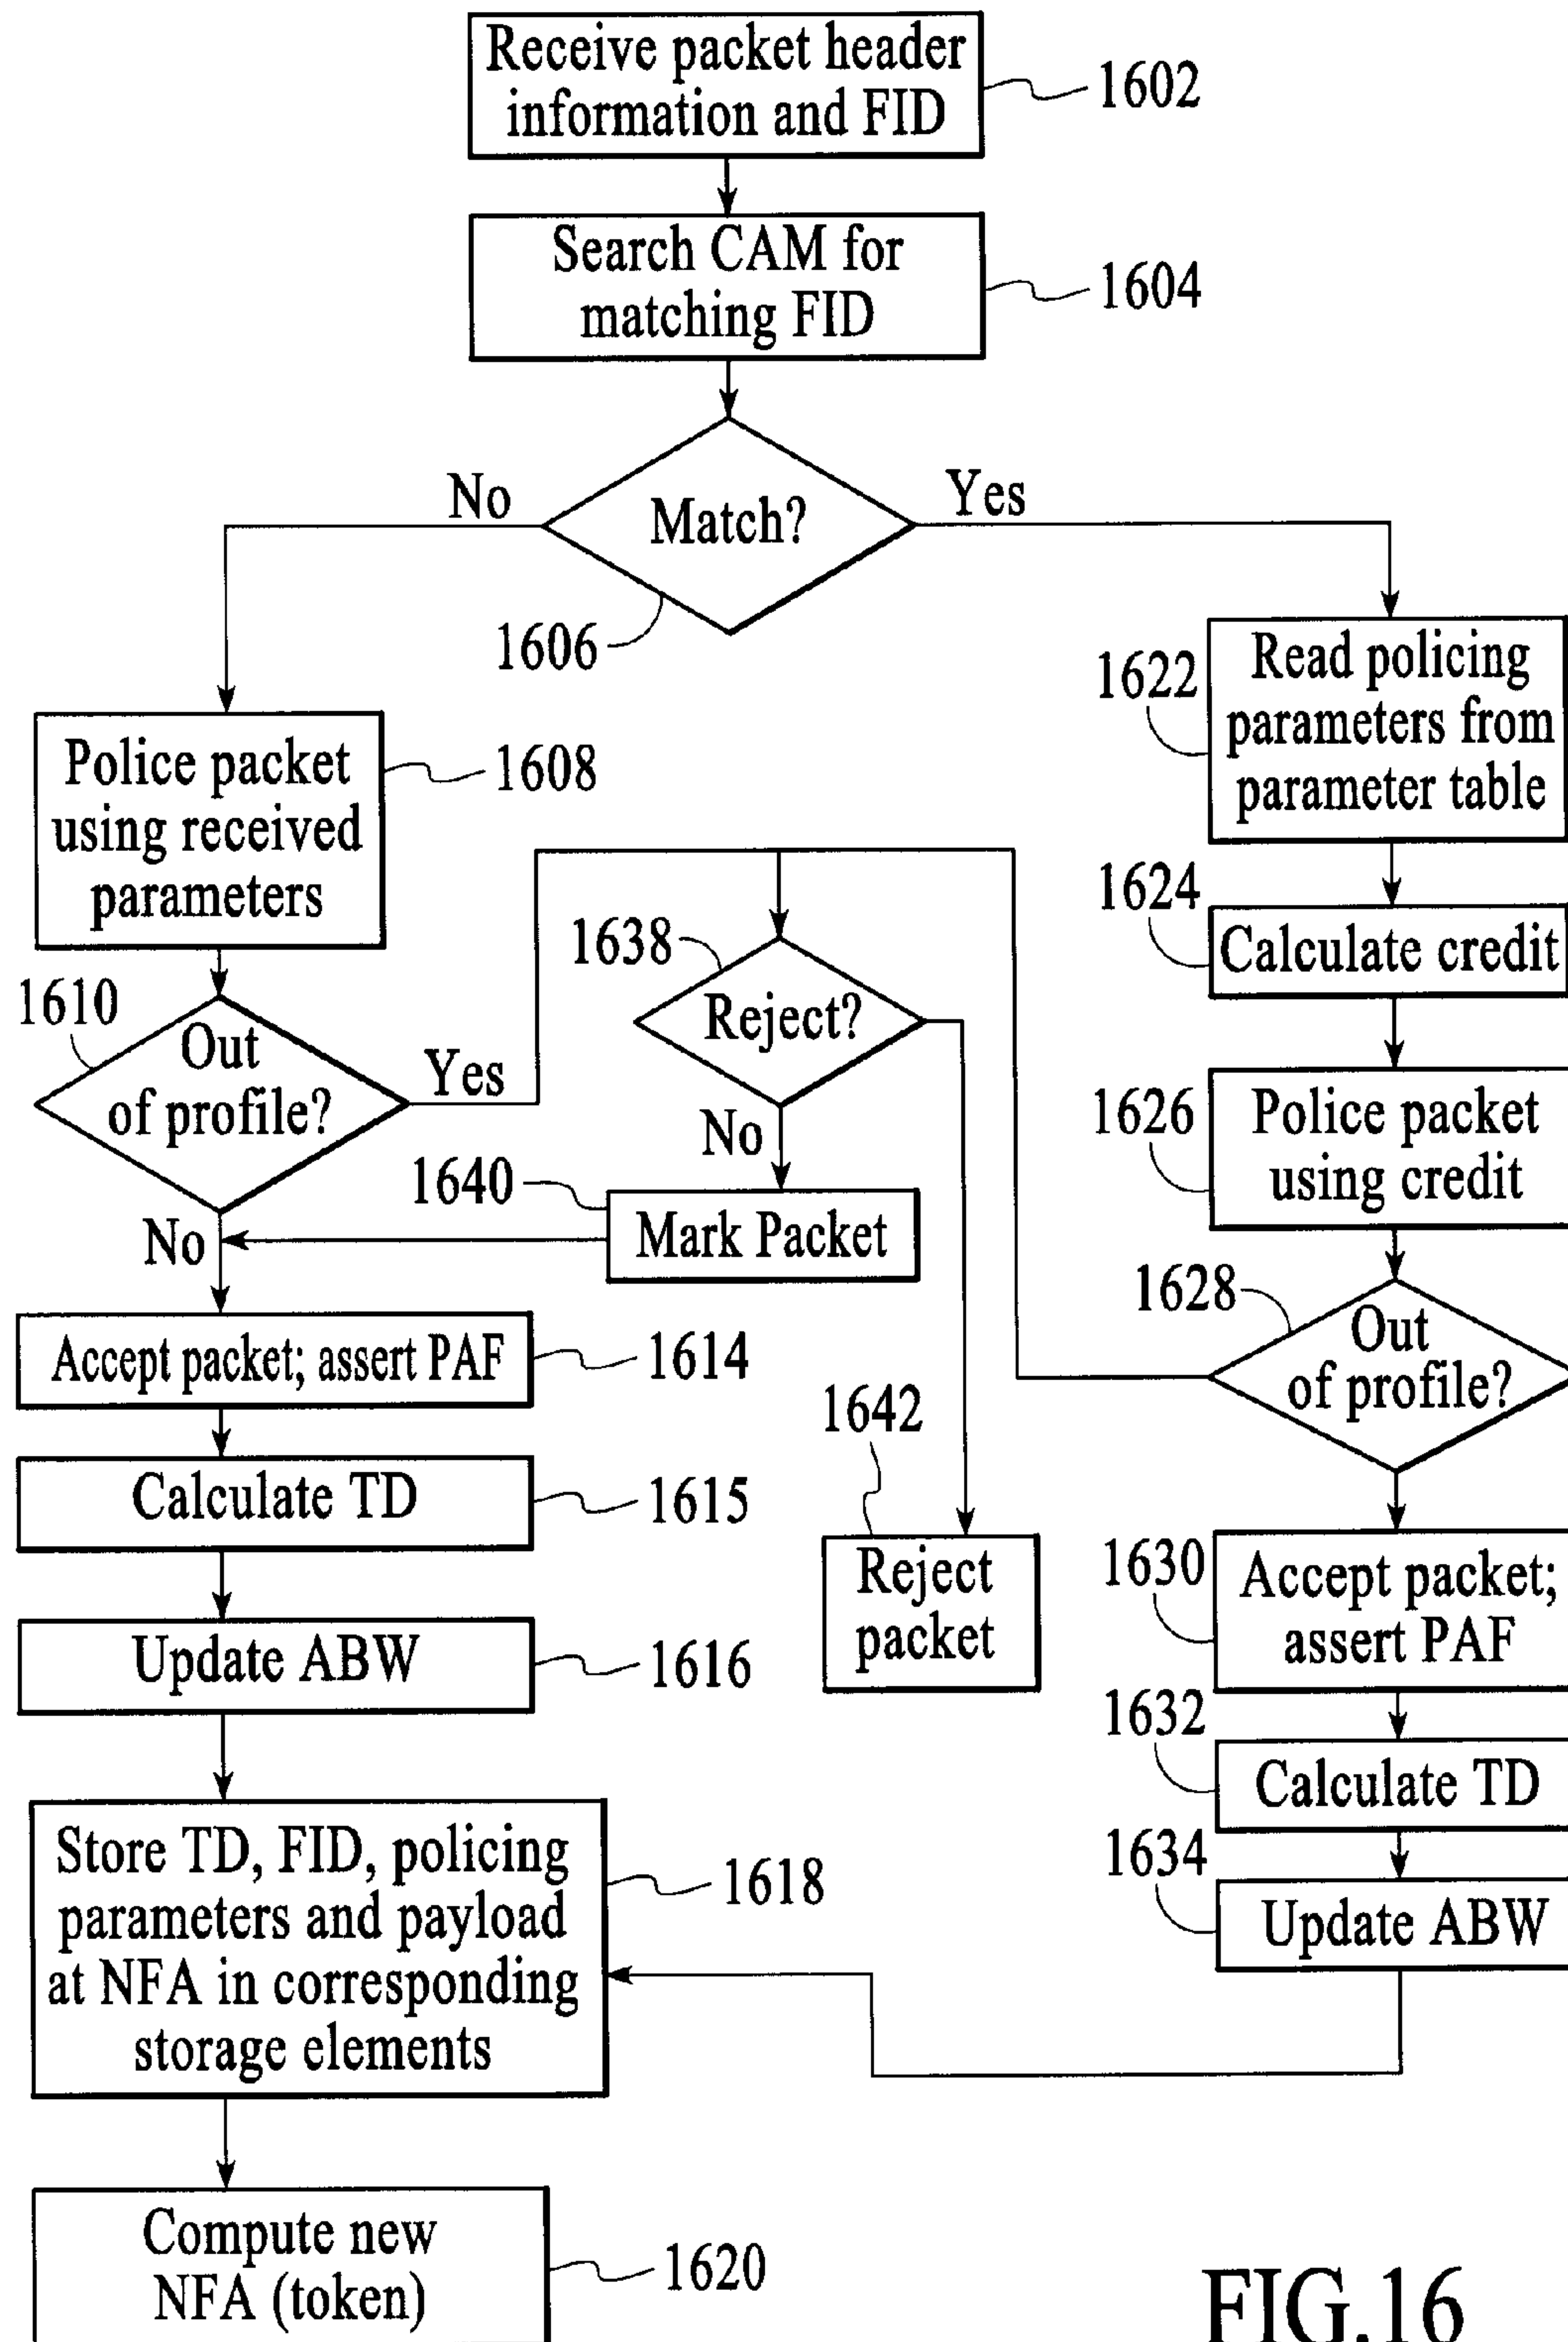 Receive packet header
information and FID
1602
Search CAM for
matching FID
1604
Match?
No
Yes
1606
Police packet
using received
parameters
1608
1622
Read policing
parameters from
parameter table
1624
Calculate credit
1638
Reject?
1610
Out
of profile?
Yes
No
1626
Police packet
using credit
1640
Mark Packet
No
1628
Out
of profile?
Accept packet; assert PAF
1614
1642
Reject
packet
Calculate TD
1615
1630
Accept packet;
assert PAF
Update ABW
1616
1632
Calculate TD
1634
Update ABW
Store TD, FID, policing
parameters and payload
at NFA in corresponding
storage elements
1618
Compute new
NFA (token)
1620
FIG.16